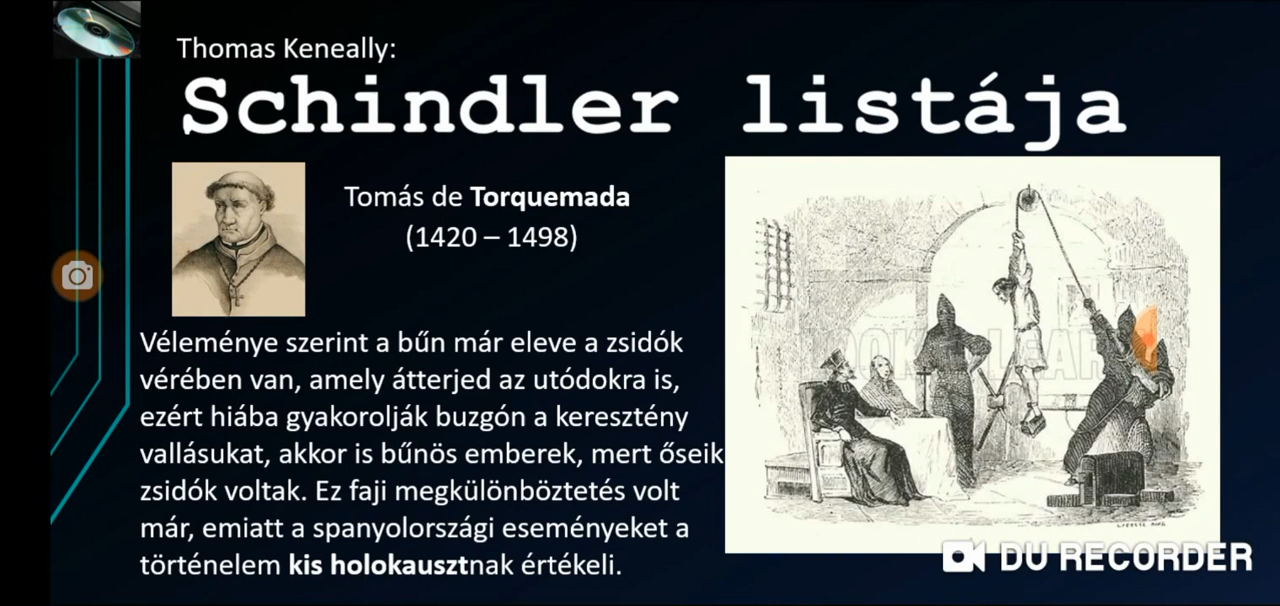 Thomas Keneally:
Schindler listája
Tomás de Torquemada
(1420 – 1498)
Véleménye szerint a bűn már eleve a zsidók
vérében van, amely átterjed az utódokra is,
ezért hiába gyakorolják buzgón a keresztény
vallásukat, akkor is bűnös emberek, mert őseik
zsidók voltak. Ez faji megkülönböztetés volt
már, emiatt a spanyolországi eseményeket a
történelem kis holokausztnak értékeli.
DU RECORDER